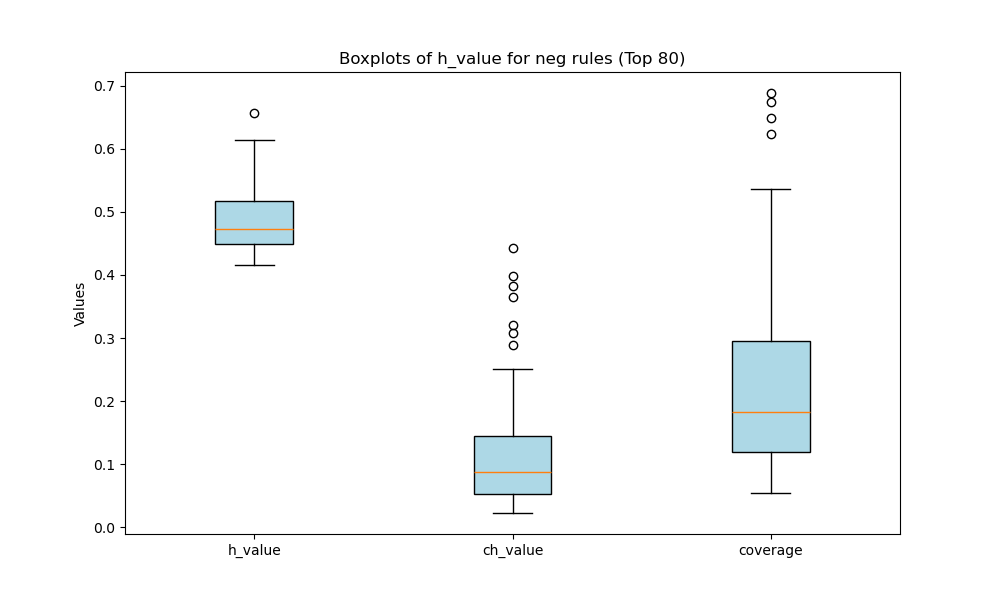 Boxplots of h_value for neg rules (Top 80)
0.7
0.6
0.5
0.4
0.3
0.2
0.1
0.0
Values
h_value
ch_value
coverage